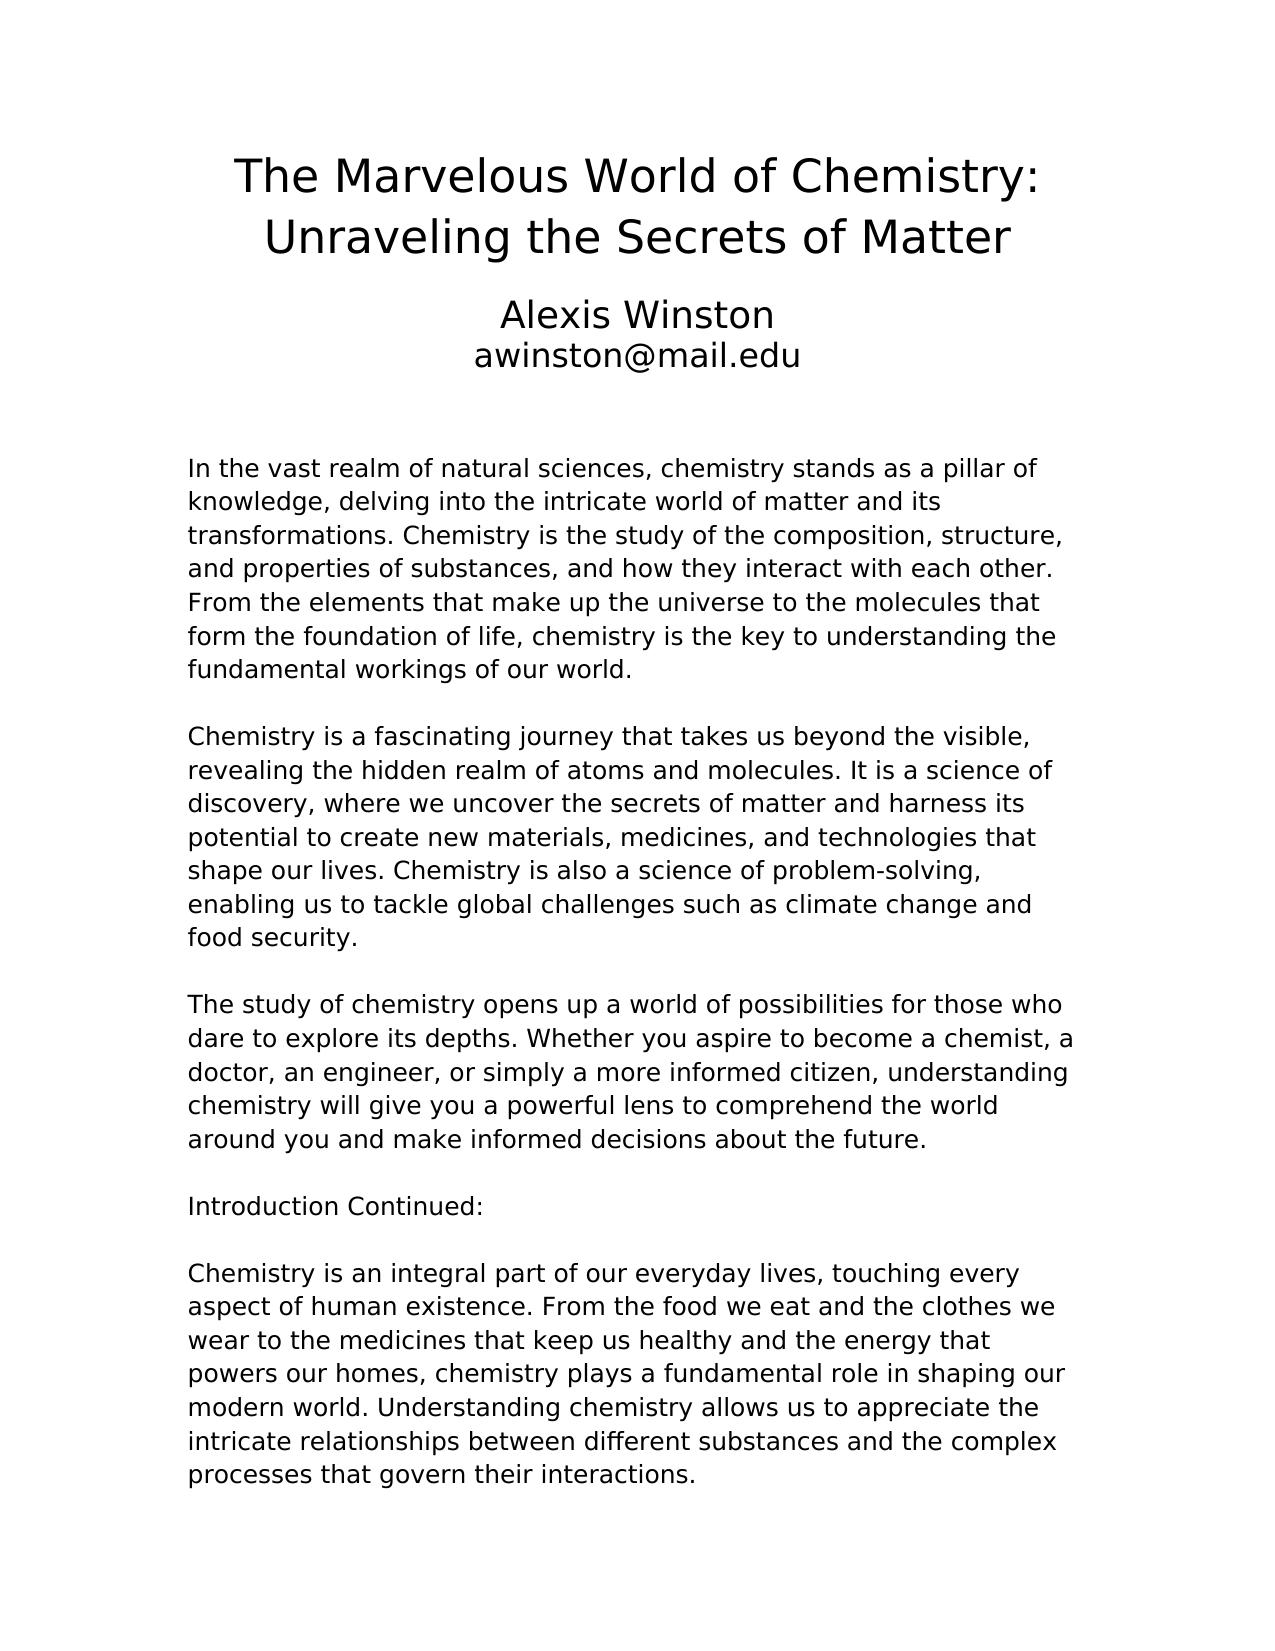 The Marvelous World of Chemistry:
Unraveling the Secrets of Matter
Alexis Winston
awinston@mail.edu
In the vast realm of natural sciences, chemistry stands as a pillar of
knowledge, delving into the intricate world of matter and its
transformations. Chemistry is the study of the composition, structure,
and properties of substances, and how they interact with each other.
From the elements that make up the universe to the molecules that
form the foundation of life, chemistry is the key to understanding the
fundamental workings of our world.
Chemistry is a fascinating journey that takes us beyond the visible,
revealing the hidden realm of atoms and molecules. It is a science of
discovery, where we uncover the secrets of matter and harness its
potential to create new materials, medicines, and technologies that
shape our lives. Chemistry is also a science of problem-solving,
enabling us to tackle global challenges such as climate change and
food security.
The study of chemistry opens up a world of possibilities for those who
dare to explore its depths. Whether you aspire to become a chemist, a
doctor, an engineer, or simply a more informed citizen, understanding
chemistry will give you a powerful lens to comprehend the world
around you and make informed decisions about the future.
Introduction Continued:
Chemistry is an integral part of our everyday lives, touching every
aspect of human existence. From the food we eat and the clothes we
wear to the medicines that keep us healthy and the energy that
powers our homes, chemistry plays a fundamental role in shaping our
modern world. Understanding chemistry allows us to appreciate the
intricate relationships between different substances and the complex
processes that govern their interactions.